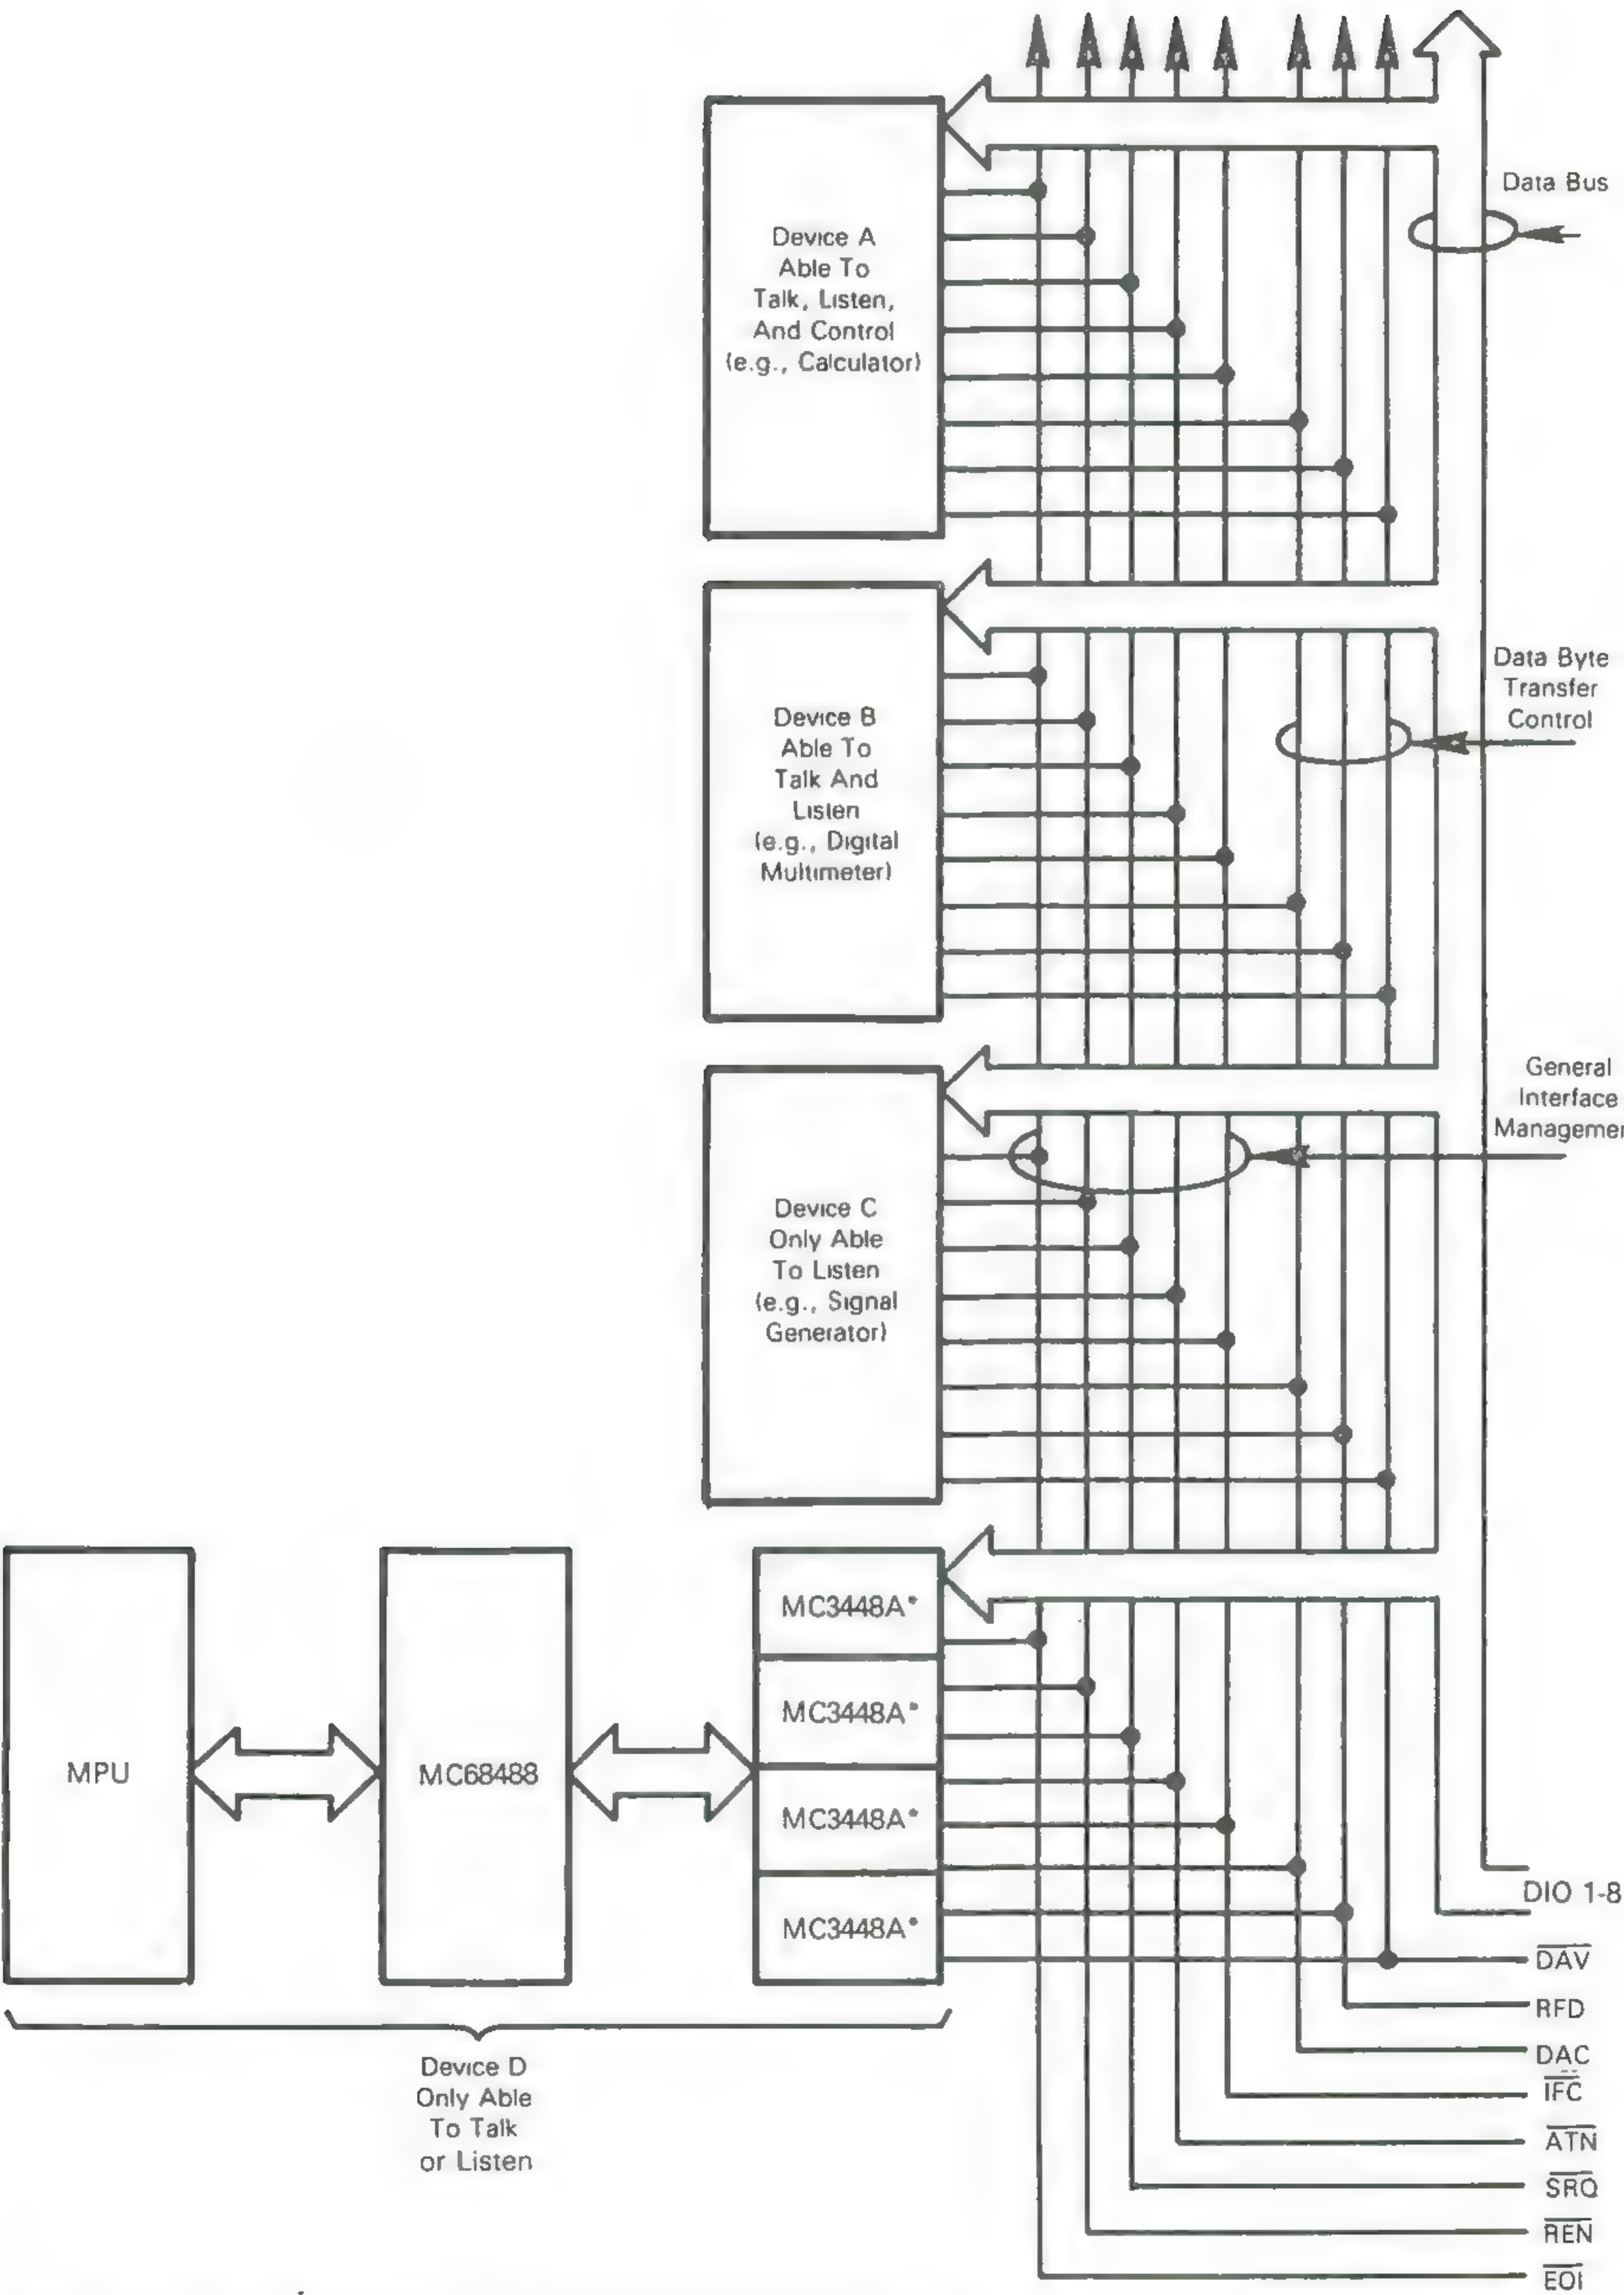 Data Bus
Device A
Able To
Talk, Listen,
And Control
(e.g., Calculator)
Data Byte
Transfer
Control
Device B
Able To
Talk And
Listen
(e.g., Digital
Multimeter)
General
Interface
Managemen
Device C
Only Able
To Listen
(e.g., Signal
Generator)
MC3448A*
MC3448A*
MPU
MC68488
MC3448A*
MC3448A*
DIO 1-8
DAV
RFD
DAC
IFC
ATN
SRQ
REN
EOI
Device D
Only Able
To Talk
or Listen